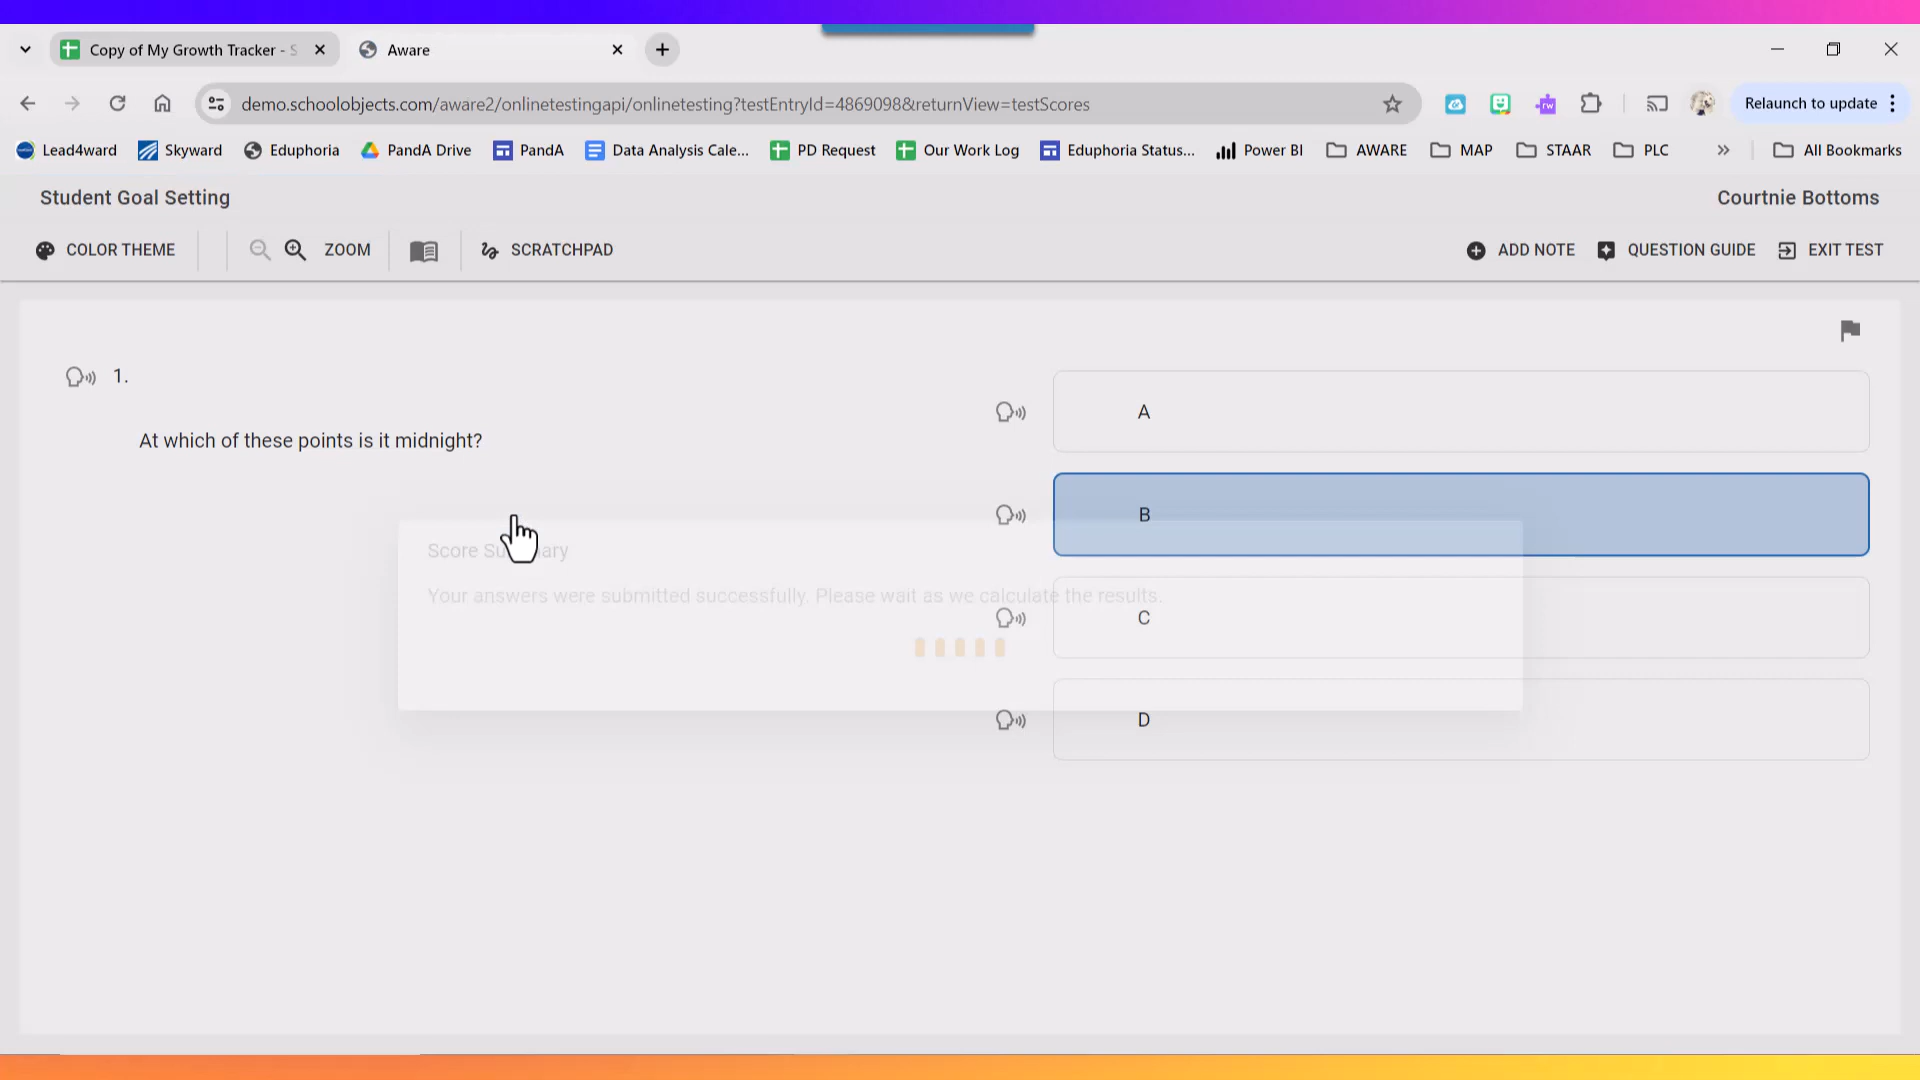 Copy of My Growth Tracker - S
Aware
demo.schoolobjects.com/aware2/onlinetestingapi/onlinetesting?testEntryId=4869098&returnView=testScores
Relaunch to update
Lead4ward
Skyward
Eduphoria
PandA Drive
PandA
Data Analysis Cale...
PD Request
Our Work Log
Eduphoria Status...
Power BI
AWARE
MAP
STAAR
PLC
All Bookmarks
Student Goal Setting
Courtnie Bottoms
COLOR THEME
ZOOM
SCRATCHPAD
ADD NOTE
QUESTION GUIDE
EXIT TEST
1.
At which of these points is it midnight?
A
B
C
D
Score Su ary
Your answers were submitted successfully. Please wait as we calculate the results.